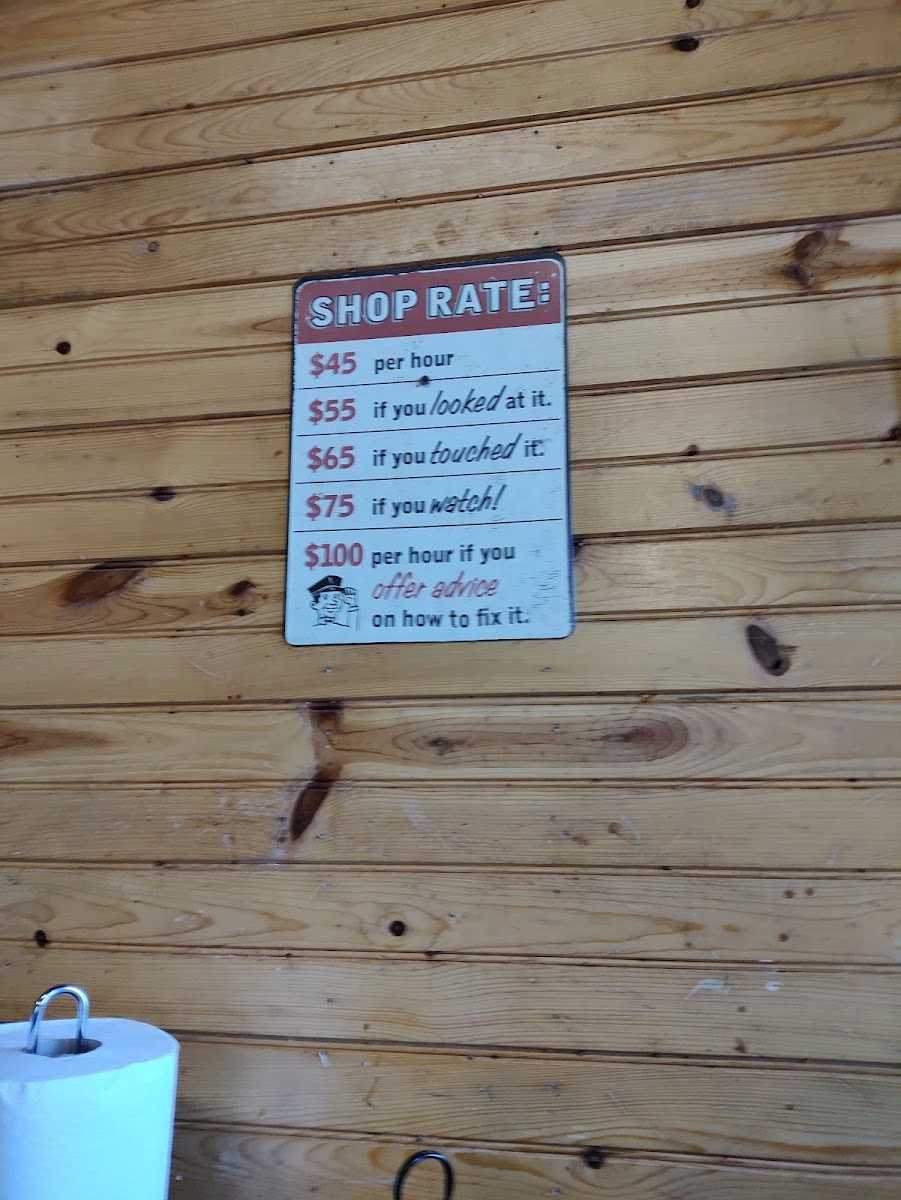 SHOP RATE:
$45 per hour
$55 if you looked at it.
$65 if you touched it.
$75 if you watch!
$100 per hour if you
offer advice
on how to fix it.